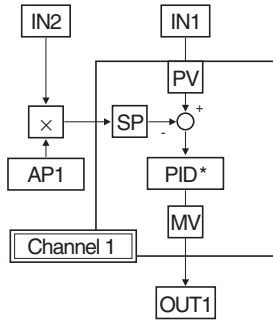 IN2
IN1
PV
+
×
SP
-
AP1
PID*
MV
Channel 1
OUT1